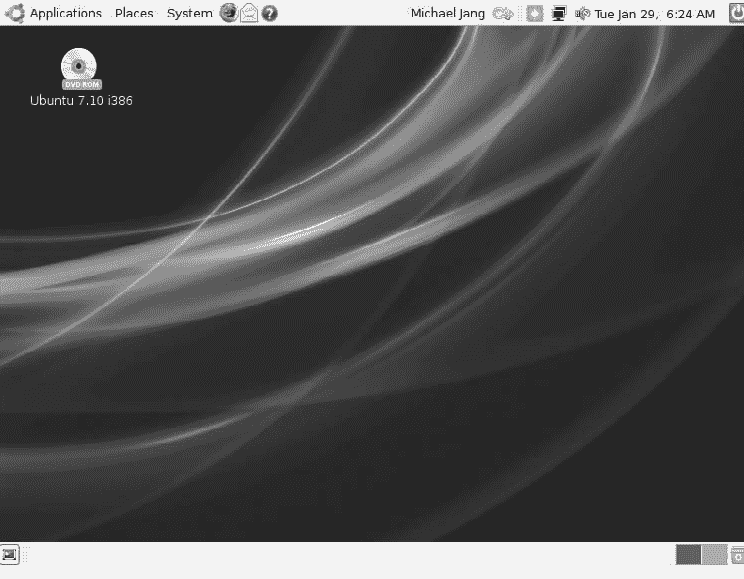 Applications Places System Michael Jang Tue Jan 29, 6:24 AM
DVD ROM
Ubuntu 7.10 i386